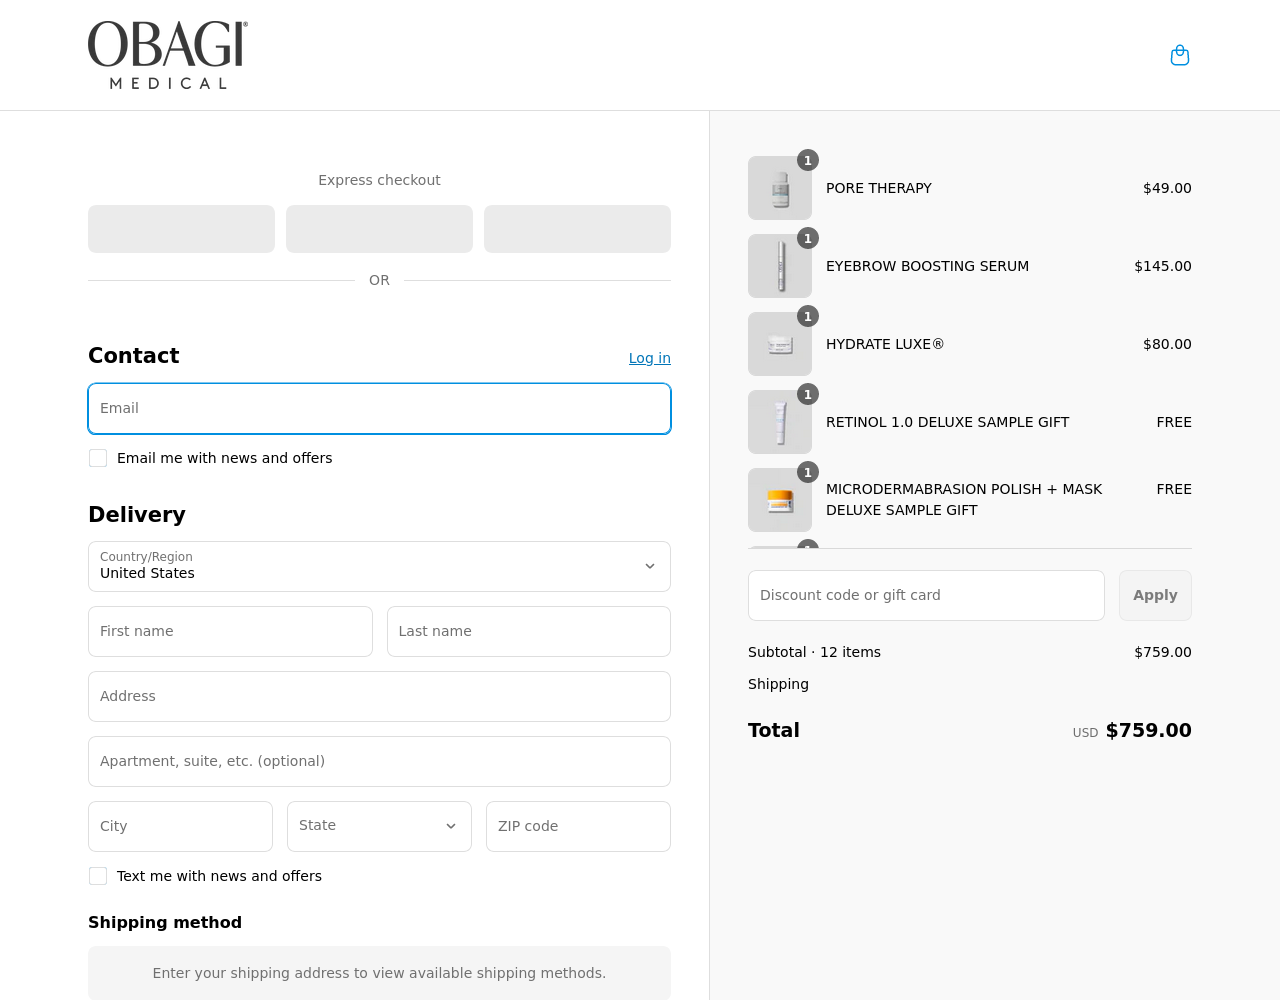 OBAGI®
MEDICAL
Express checkout
OR
Contact
Log in
Email
Email me with news and offers
Delivery
Country/Region
United States
First name
Last name
Address
Apartment, suite, etc. (optional)
City
State
ZIP code
Text me with news and offers
Shipping method
Enter your shipping address to view available shipping methods.
1
PORE THERAPY
$49.00
1
EYEBROW BOOSTING SERUM
$145.00
1
HYDRATE LUXE®
$80.00
1
RETINOL 1.0 DELUXE SAMPLE GIFT
FREE
1
MICRODERMABRASION POLISH + MASK
DELUXE SAMPLE GIFT
FREE
Discount code or gift card
Apply
Subtotal · 12 items
$759.00
Shipping
Total
USD $759.00